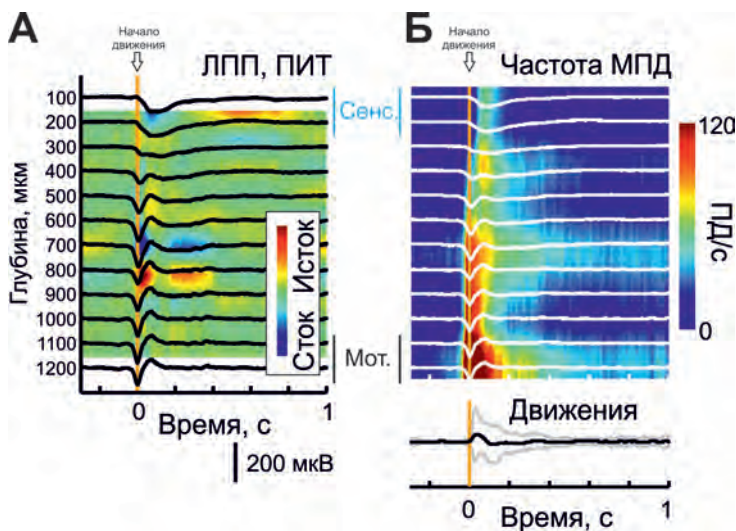 А
Начало
движения
ЛПП, ПИТ
Глубина, мкм
100
200
300
400
500
600
700
800
900
1000
1100
1200
Сток Исток
0
1
Время, с
200 мкВ
Сенс.
Мот.
Б
Начало
движения
Частота МПД
120
0
ПД/с
Движения
0
1
Время, с